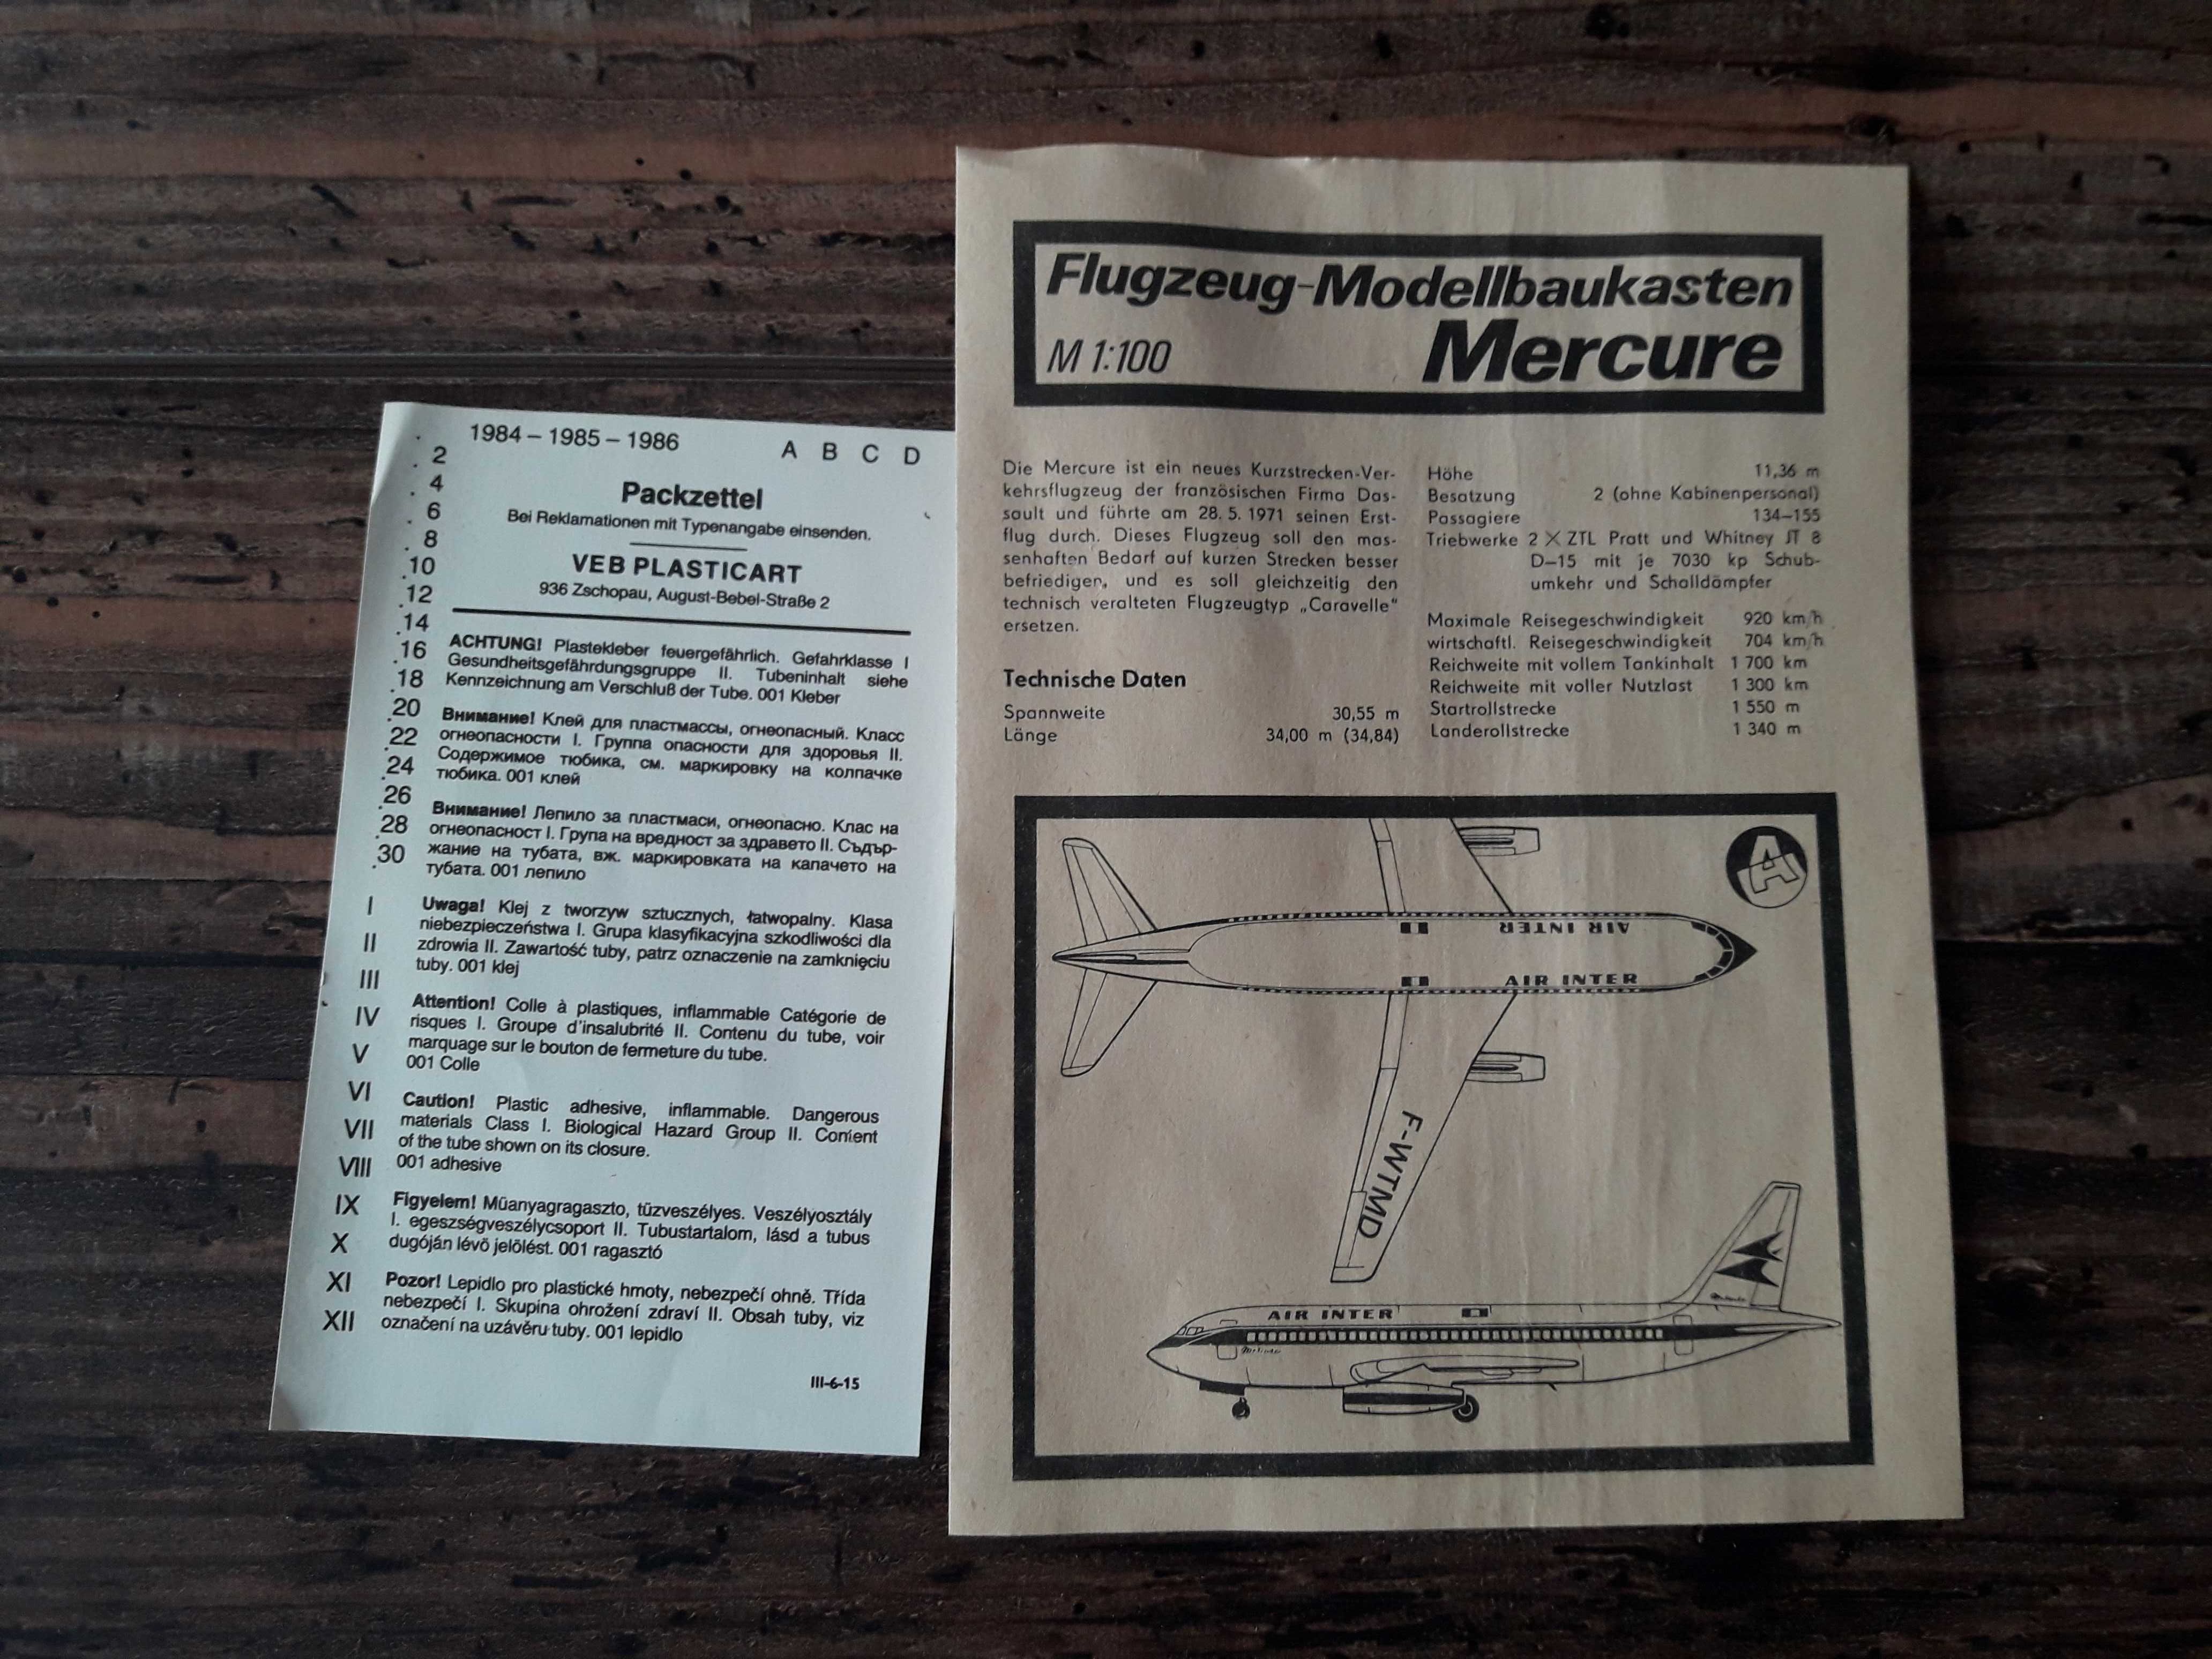 1984 – 1985 – 1986
A B C D
. 2
. 4
. 6
. 8
.10
.12
.14
.16
.18
.20
.22
.24
.26
.28
.30
I
II
III
IV
V
VI
VII
VIII
IX
X
XI
XII
Packzettel
Bei Reklamationen mit Typenangabe einsenden.
VEB PLASTICART
936 Zschopau, August-Bebel-Straße 2
ACHTUNG! Plastekleber feuergefährlich. Gefahrklasse I
Gesundheitsgefährdungsgruppe II. Tubeninhalt siehe
Kennzeichnung am Verschluß der Tube. 001 Kleber
Внимание! Клей для пластмассы, огнеопасный. Класс
огнеопасности I. Группа опасности для здоровья II.
Содержимое тюбика, см. маркировку на колпачке
тюбика. 001 клей
Внимание! Лепило за пластмаси, огнеопасно. Клас на
огнеопасност I. Група на вредност за здравето II. Съдър-
жание на тубата, вж. маркировката на капачето на
тубата. 001 лепило
Uwaga! Klej z tworzyw sztucznych, łatwopalny. Klasa
niebezpieczeństwa I. Grupa klasyfikacyjna szkodliwości dla
zdrowia II. Zawartość tuby, patrz oznaczenie na zamknięciu
tuby. 001 klej
Attention! Colle à plastiques, inflammable Catégorie de
risques I. Groupe d'insalubrité II. Contenu du tube, voir
marquage sur le bouton de fermeture du tube.
001 Colle
Caution! Plastic adhesive, inflammable. Dangerous
materials Class I. Biological Hazard Group II. Content
of the tube shown on its closure.
001 adhesive
Figyelem! Müanyagragaszto, tüzveszélyes. Veszélyosztály
I. egeszségveszélycsoport II. Tubustartalom, lásd a tubus
dugóján lévö jelölést. 001 ragasztó
Pozor! Lepidlo pro plastické hmoty, nebezpečí ohně. Třída
nebezpečí I. Skupina ohrožení zdraví II. Obsah tuby, viz
označení na uzávěru tuby. 001 lepidlo
III-6-15
Flugzeug-Modellbaukasten
M 1:100 Mercure
Die Mercure ist ein neues Kurzstrecken-Ver-
kehrsflugzeug der französischen Firma Das-
sault und führte am 28. 5. 1971 seinen Erst-
flug durch. Dieses Flugzeug soll den mas-
senhaften Bedarf auf kurzen Strecken besser
befriedigen, und es soll gleichzeitig den
technisch veralteten Flugzeugtyp „Caravelle“
ersetzen.
Technische Daten
Spannweite 30,55 m
Länge 34,00 m (34,84)
Höhe 11,36 m
Besatzung 2 (ohne Kabinenpersonal)
Passagiere 134–155
Triebwerke 2 × ZTL Pratt und Whitney JT 8
D–15 mit je 7030 kp Schub-
umkehr und Schalldämpfer
Maximale Reisegeschwindigkeit 920 km/h
wirtschaftl. Reisegeschwindigkeit 704 km/h
Reichweite mit vollem Tankinhalt 1 700 km
Reichweite mit voller Nutzlast 1 300 km
Startrollstrecke 1 550 m
Landerollstrecke 1 340 m
A
AIR INTER
AIR INTER
F-WTMD
AIR INTER